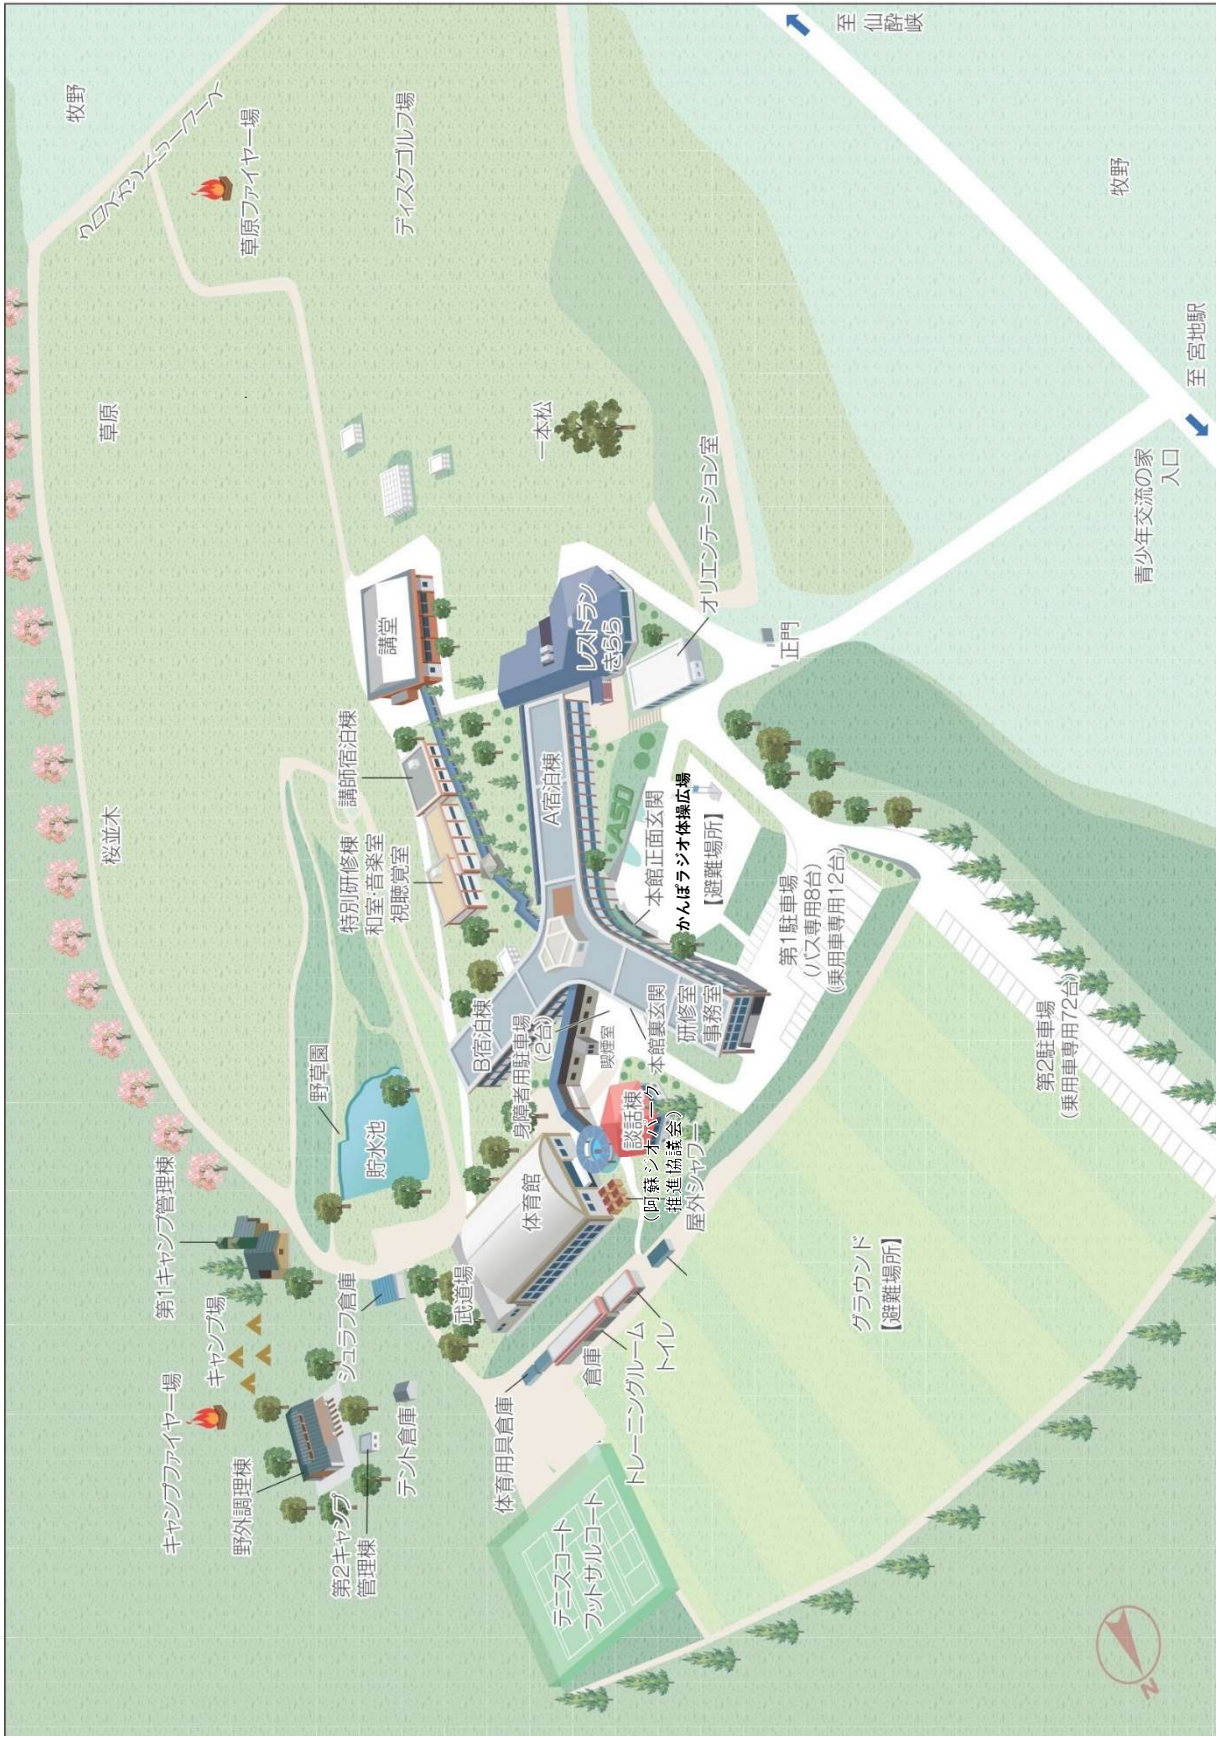 至
仙酔峡
牧野
クロスカントリーコース
草原ファイヤー場
ディスクゴルフ場
牧野
至 宮地駅
青少年交流の家
入口
草原
一本松
オリエンテーション室
講堂
レストラン
きらら
正門
桜並木
講師宿泊棟
特別研修棟
和室・音楽室
視聴覚室
A宿泊棟
ASO
本館正面玄関
かんぽラジオ体操広場
【避難場所】
第1駐車場
(バス専用8台)
(乗用車専用12台)
第2駐車場
(乗用車専用72台)
野草園
貯水池
B宿泊棟
身障者用駐車場
(2台)
喫煙室
本館裏玄関
研修室
事務室
談話棟
(阿蘇ジオパーク
推進協議会)
屋外シャワー
体育館
武道場
第1キャンプ管理棟
キャンプ場
シュラフ倉庫
キャンプファイヤー場
野外調理棟
第2キャンプ
管理棟
テント倉庫
体育用具倉庫
倉庫
トレーニングルーム
トイレ
グラウンド
【避難場所】
テニスコート
フットサルコート
N